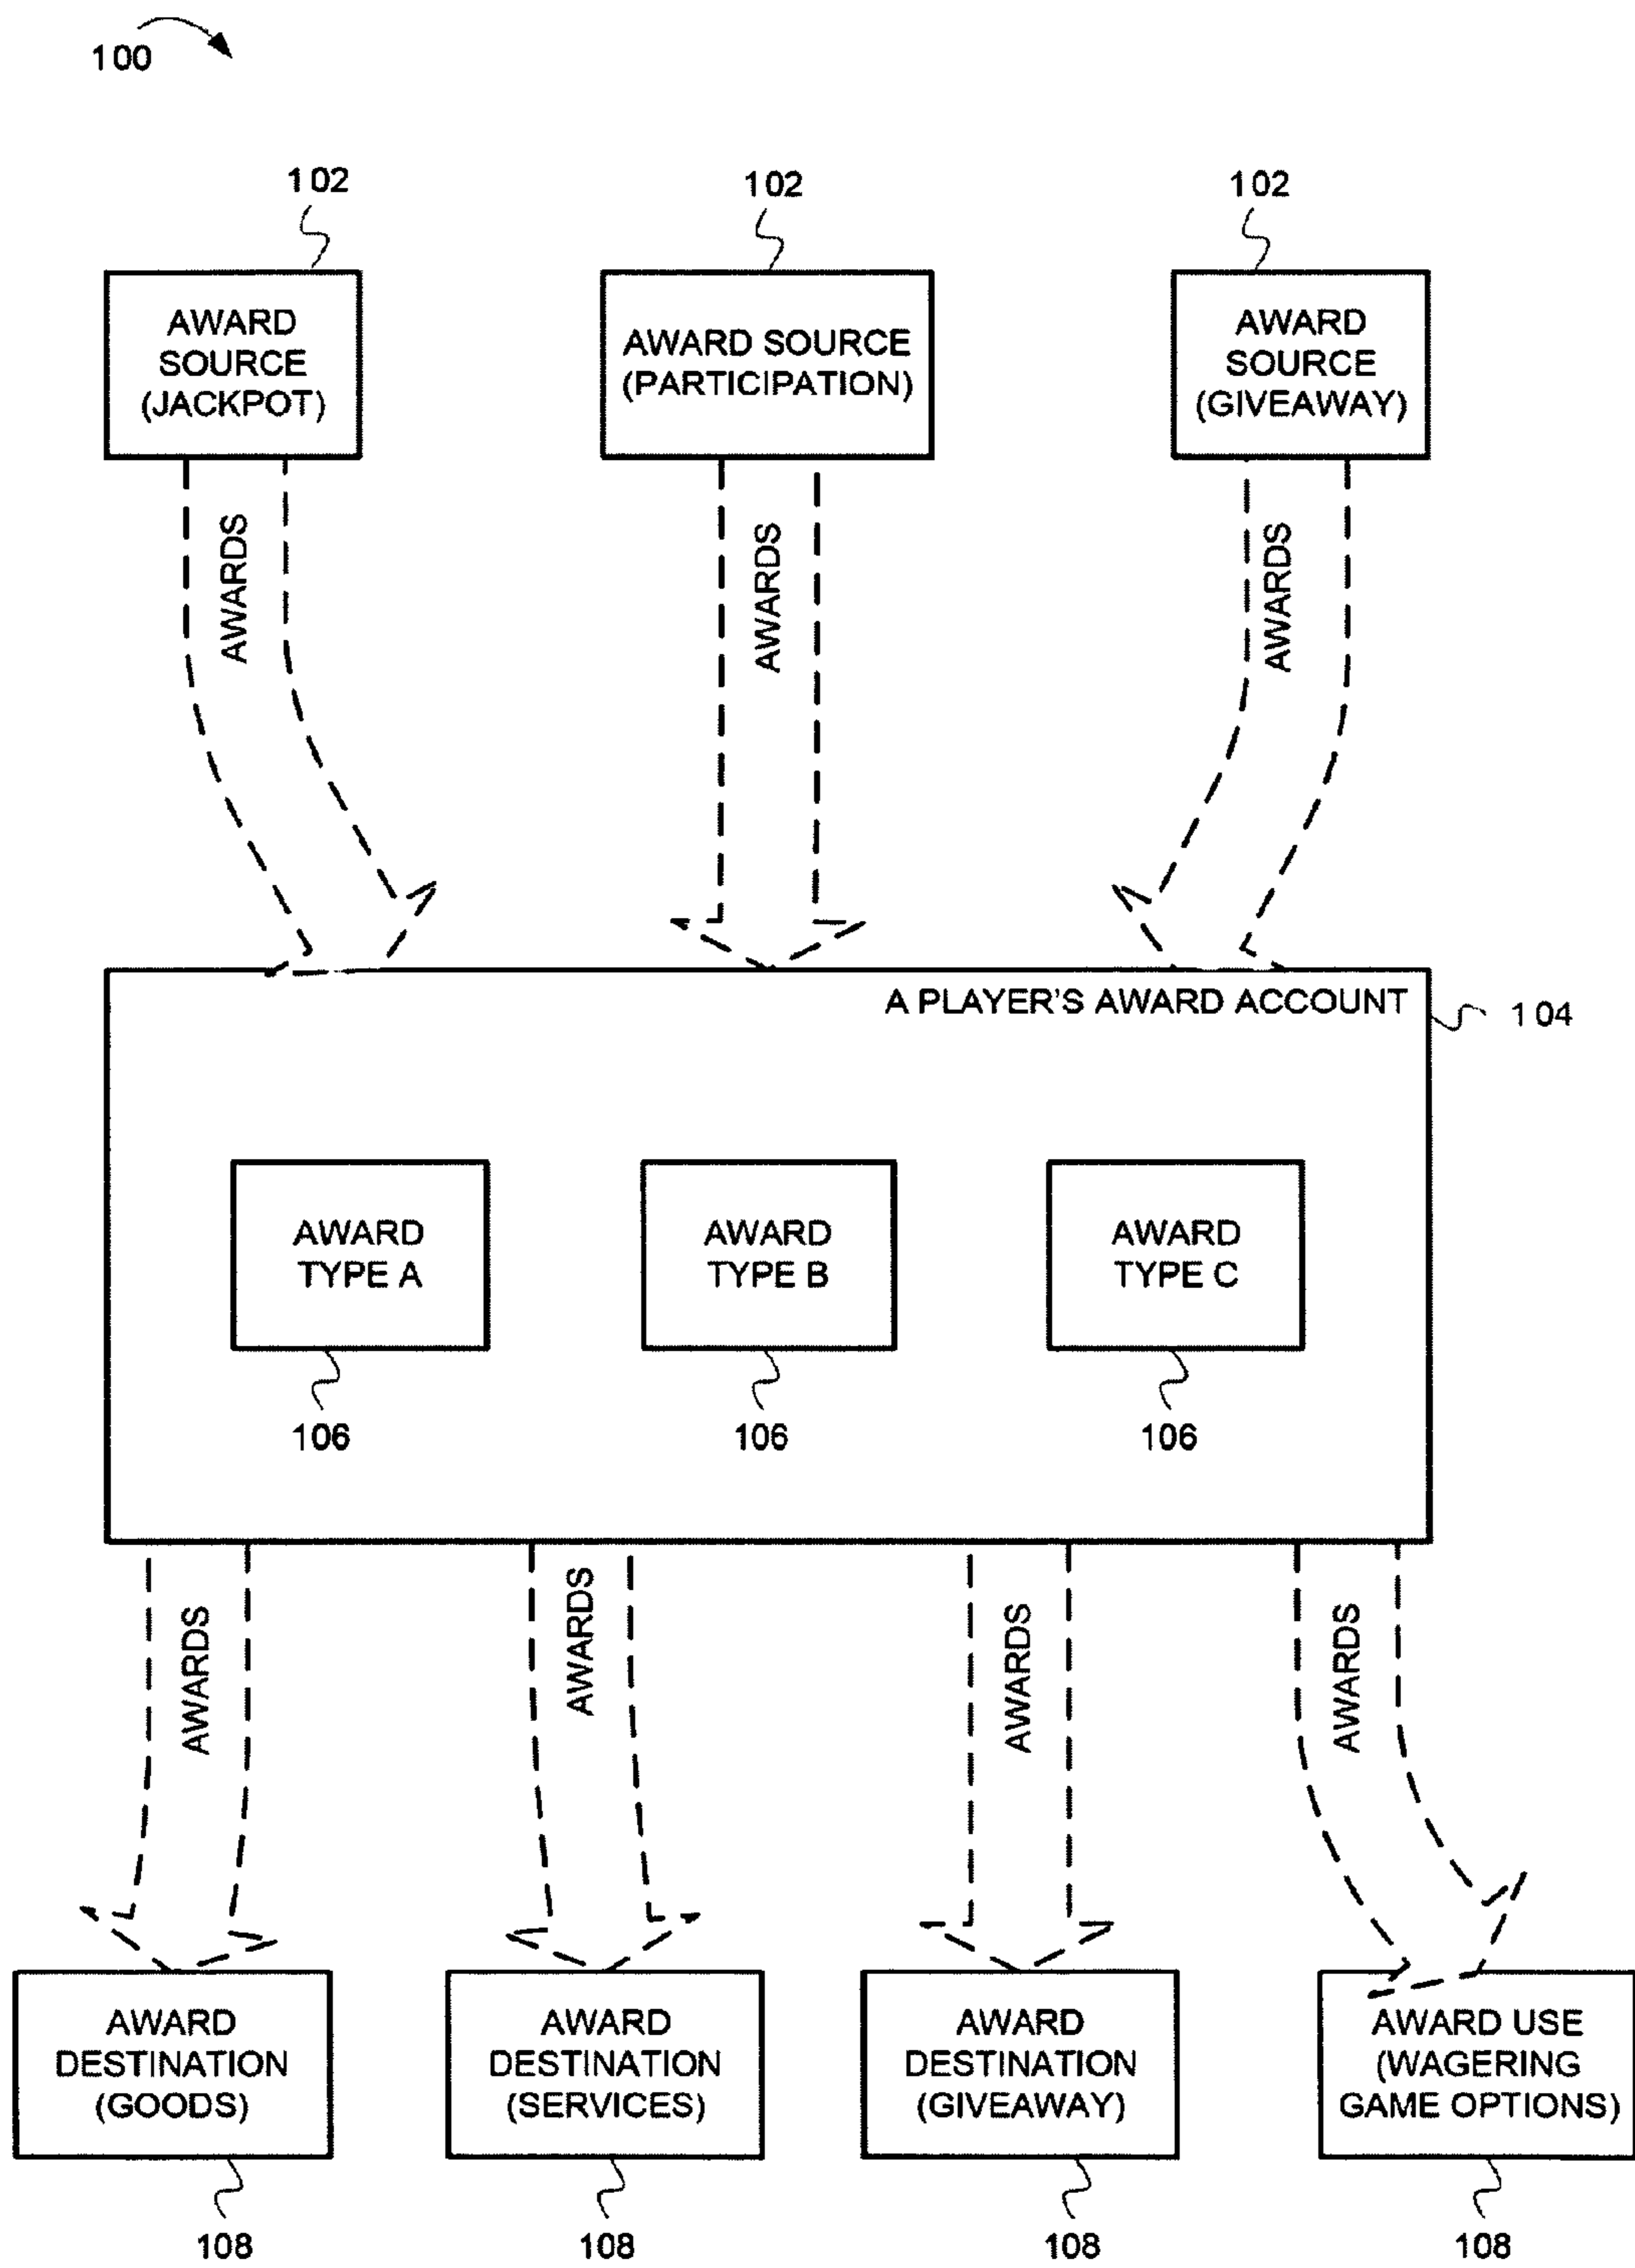 100
102
102
102
AWARD
SOURCE
(JACKPOT)
AWARD SOURCE
(PARTICIPATION)
AWARD
SOURCE
(GIVEAWAY)
AWARDS
AWARDS
AWARDS
A PLAYER'S AWARD ACCOUNT
104
AWARD
TYPE A
AWARD
TYPE B
AWARD
TYPE C
106
106
106
AWARDS
AWARDS
AWARDS
AWARDS
AWARD
DESTINATION
(GOODS)
AWARD
DESTINATION
(SERVICES)
AWARD
DESTINATION
(GIVEAWAY)
AWARD USE
(WAGERING
GAME OPTIONS)
108
108
108
108